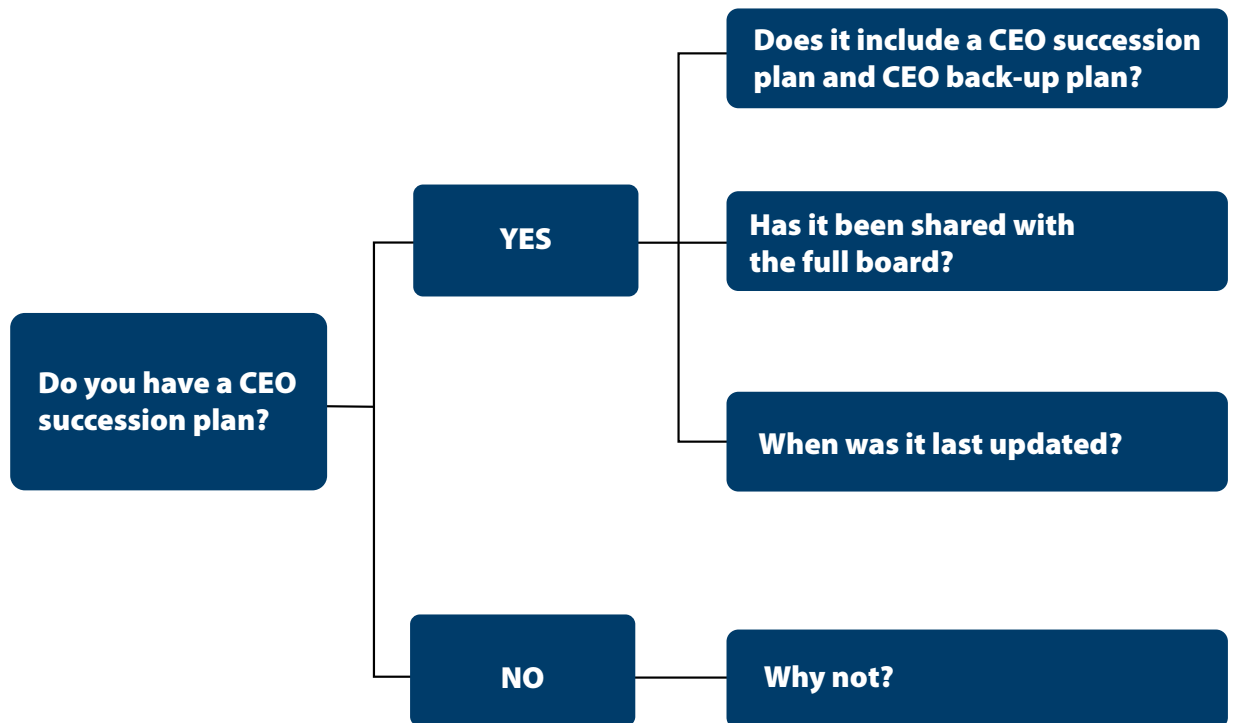 Do you have a CEO
succession plan?
YES
Does it include a CEO succession
plan and CEO back-up plan?
Has it been shared with
the full board?
When was it last updated?
NO
Why not?